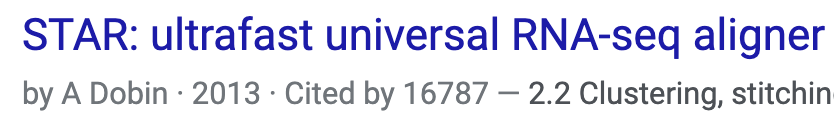 STAR: ultrafast universal RNA-seq aligner
by A Dobin · 2013 · Cited by 16787 — 2.2 Clustering, stitchin